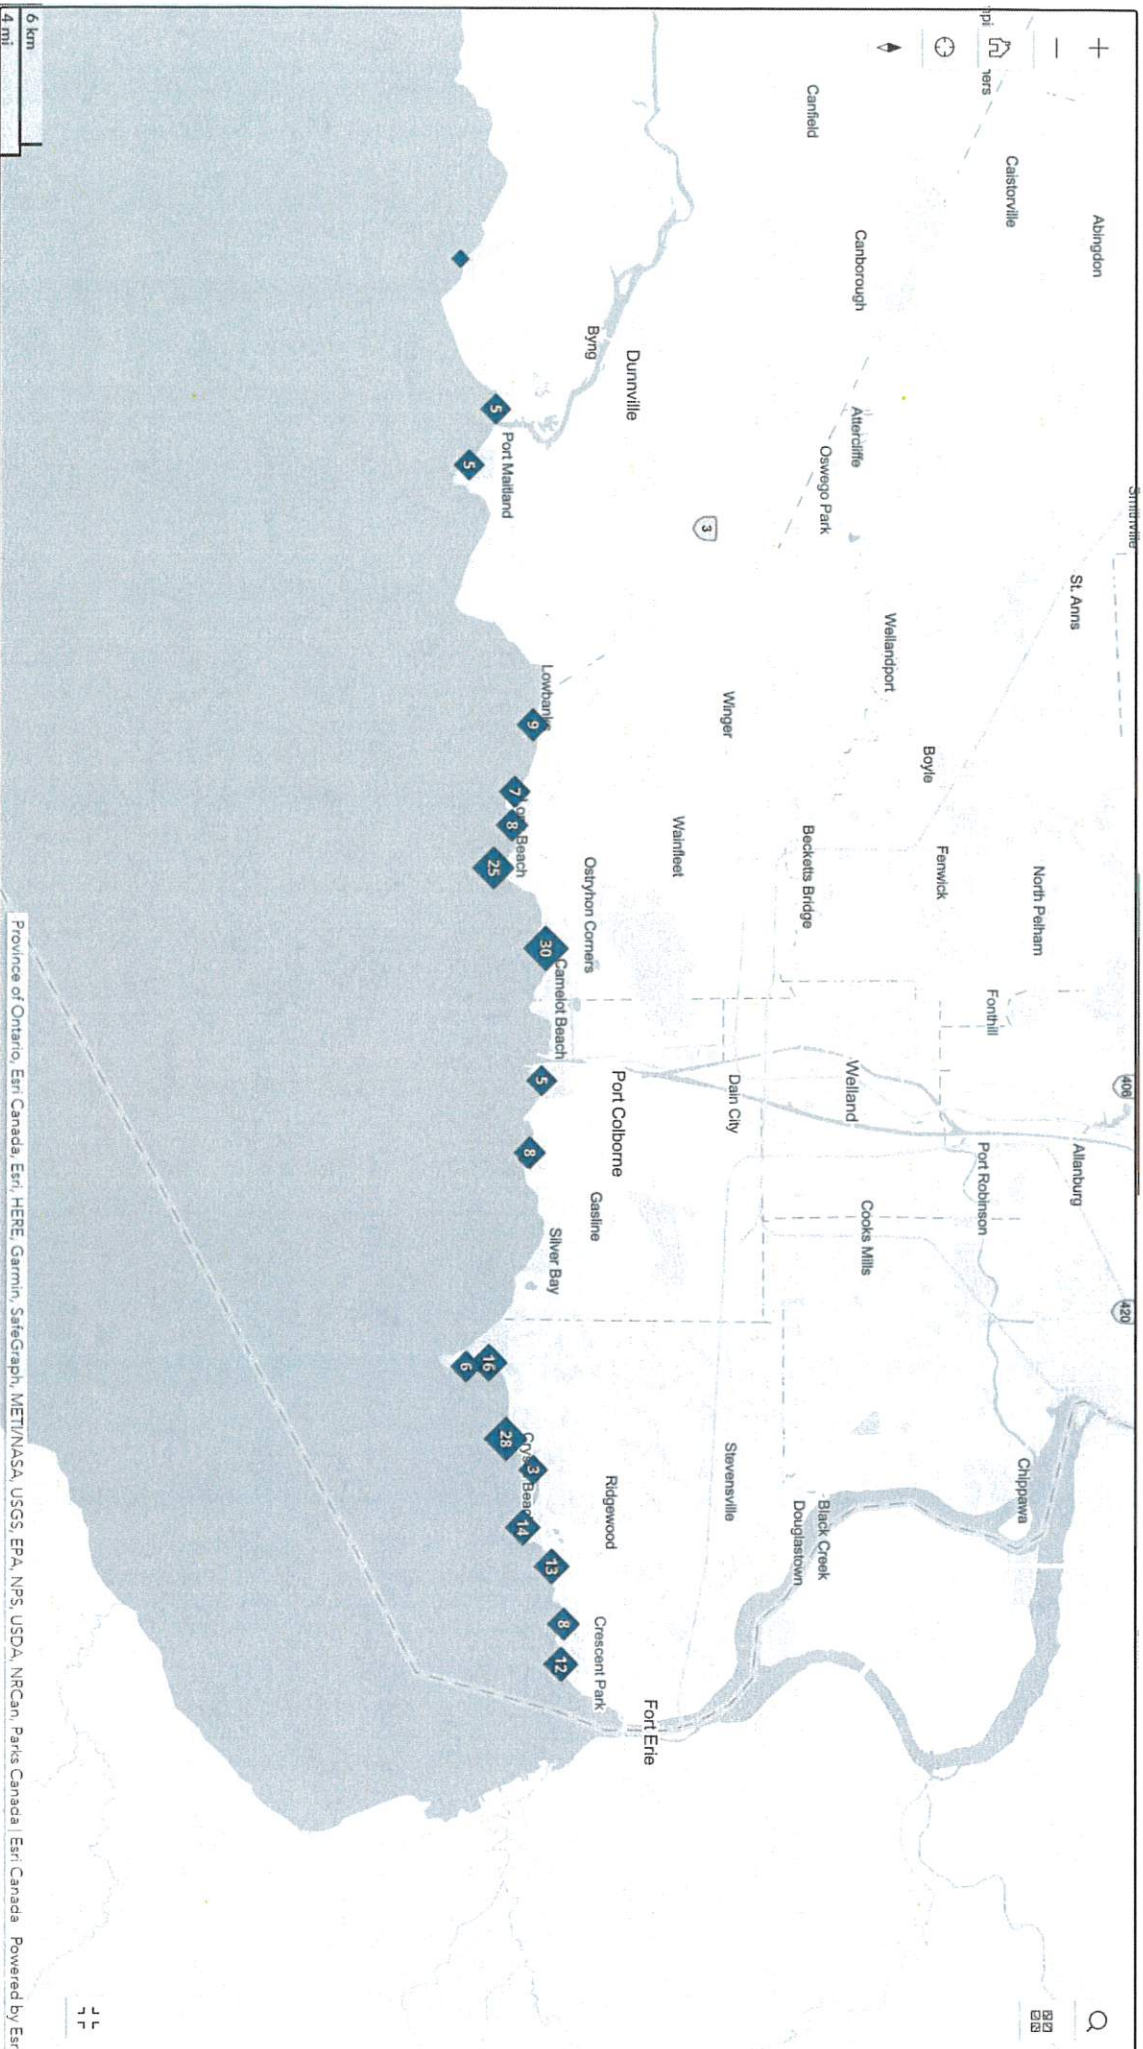 Smithville
406
420
Abingdon
St. Anns
Allanburg
Caistorville
North Pelham
Fonthill
Port Robinson
Chippawa
Boyle
Fenwick
Wellandport
Canborough
Attercliffe
Welland
Cooks Mills
Canfield
Oswego Park
Becketts Bridge
Black Creek
Douglastown
Winger
Dain City
Stevensville
3
Wainfleet
Dunnville
Fort Erie
Byng
Ostryhon Corners
Port Colborne
Gasline
Ridgewood
Crescent Park
Camelot Beach
Silver Bay
Lowbanks
Port Maitland
Beach
5
5
9
7
8
25
30
5
8
16
6
28
3
14
13
8
12
6 km
4 mi
Province of Ontario, Esri Canada, Esri, HERE, Garmin, SafeGraph, METI/NASA, USGS, EPA, NPS, USDA, NRCan, Parks Canada | Esri Canada Powered by Esri